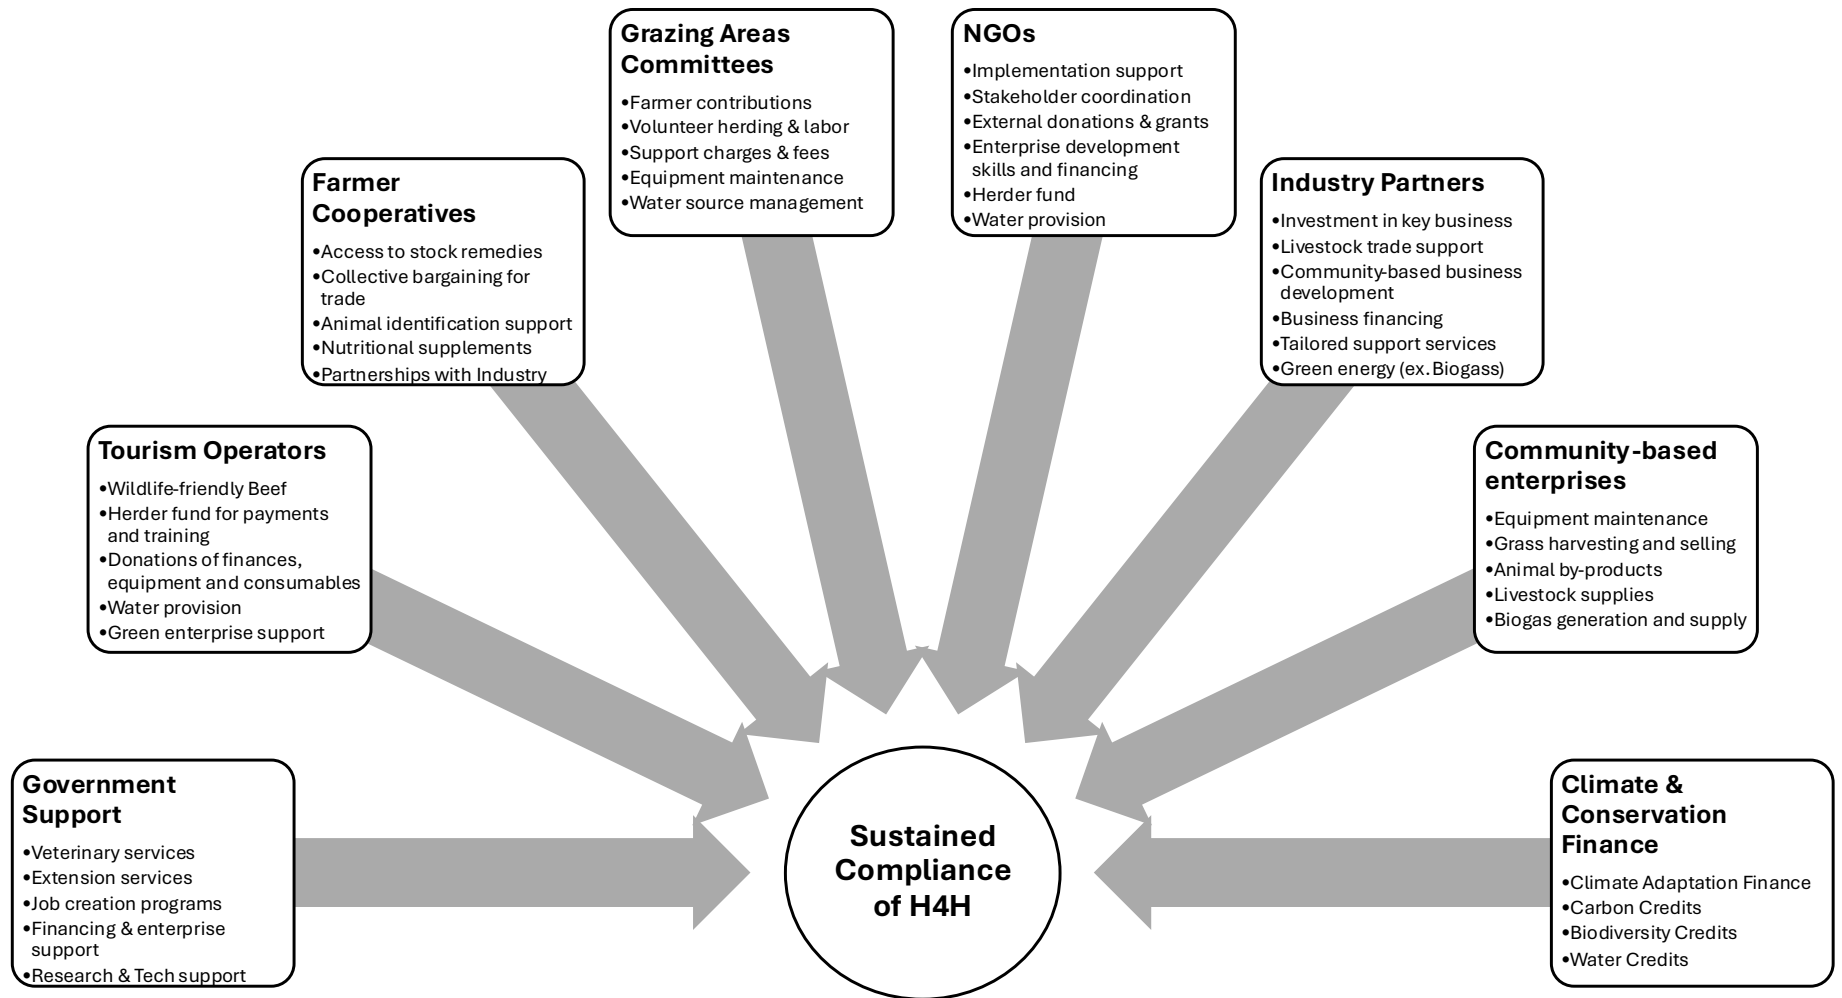 Grazing Areas
Committees
•Farmer contributions
•Volunteer herding & labor
•Support charges & fees
•Equipment maintenance
•Water source management
NGOs
•Implementation support
•Stakeholder coordination
•External donations & grants
•Enterprise development
skills and financing
•Herder fund
•Water provision
Farmer
Cooperatives
•Access to stock remedies
•Collective bargaining for
trade
•Animal identification support
•Nutritional supplements
•Partnerships with Industry
Industry Partners
•Investment in key business
•Livestock trade support
•Community-based business
development
•Business financing
•Tailored support services
•Green energy (ex. Biogass)
Tourism Operators
•Wildlife-friendly Beef
•Herder fund for payments
and training
•Donations of finances,
equipment and consumables
•Water provision
•Green enterprise support
Community-based
enterprises
•Equipment maintenance
•Grass harvesting and selling
•Animal by-products
•Livestock supplies
•Biogas generation and supply
Government
Support
•Veterinary services
•Extension services
•Job creation programs
•Financing & enterprise
support
•Research & Tech support
Sustained
Compliance
of H4H
Climate &
Conservation
Finance
•Climate Adaptation Finance
•Carbon Credits
•Biodiversity Credits
•Water Credits